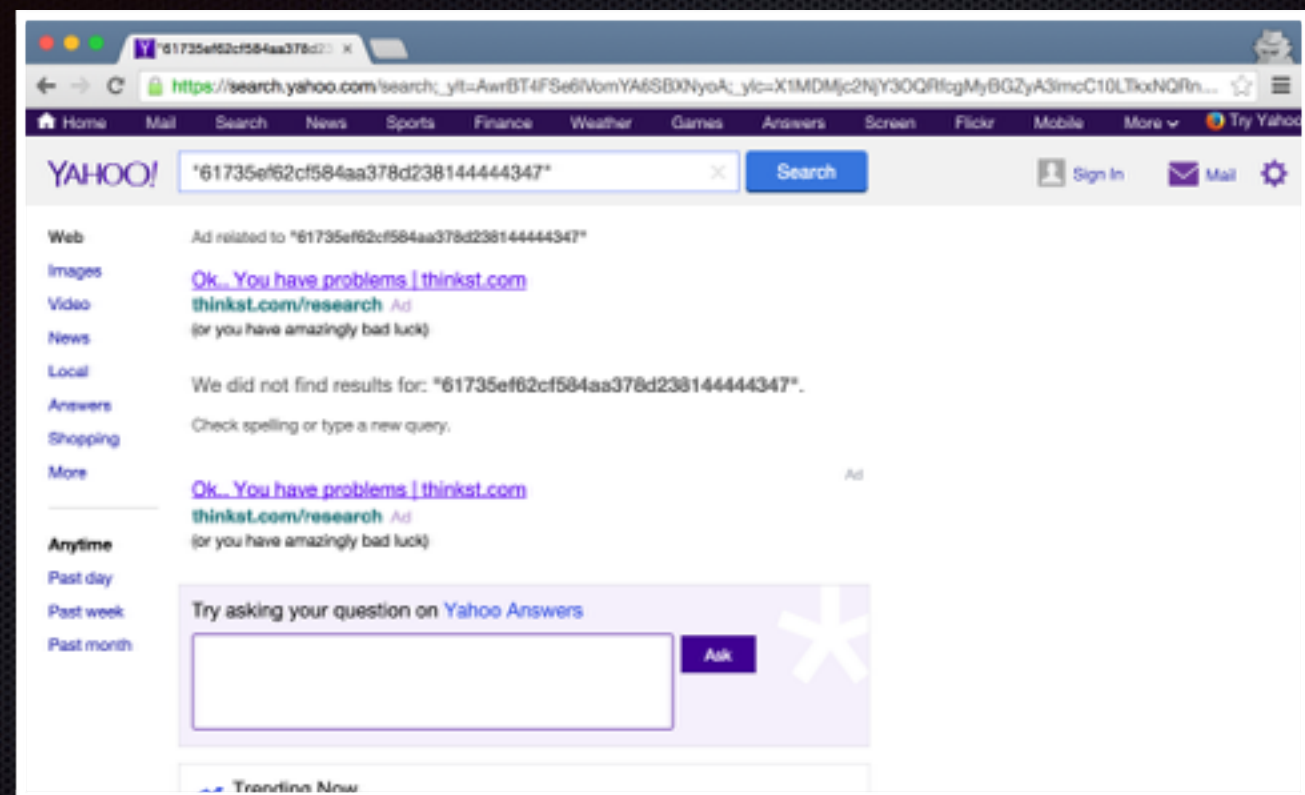 "61735ef62cf584aa378d23
https://search.yahoo.com/search;_ylt=
Home Mail Search News Sports Finance Weather Games Answers Screen Flickr Mobile More Try Yahoo
YAHOO! "61735ef62cf584aa378d238144444347" Search Sign In Mail
Web
Images
Video
News
Local
Answers
Shopping
More
Anytime
Past day
Past week
Past month
Ad related to "61735ef62cf584aa378d238144444347"
Ok.. You have problems | thinkst.com
thinkst.com/research Ad
(or you have amazingly bad luck)
We did not find results for: "61735ef62cf584aa378d238144444347".
Check spelling or type a new query.
Ad
Ok.. You have problems | thinkst.com
thinkst.com/research Ad
(or you have amazingly bad luck)
Try asking your question on Yahoo Answers
Ask
Trending Now